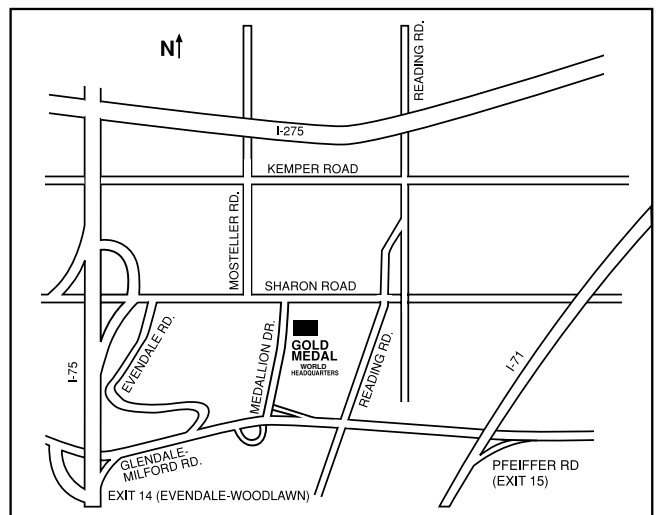 N
READING RD.
I-275
KEMPER ROAD
MOSTELLER RD.
SHARON ROAD
I-75
EVENDALE RD.
MEDALLION DR.
GOLD
MEDAL
WORLD
HEADQUARTERS
READING RD.
I-71
GLENDALE-
MILFORD RD.
PFEIFFER RD
(EXIT 15)
EXIT 14 (EVENDALE-WOODLAWN)